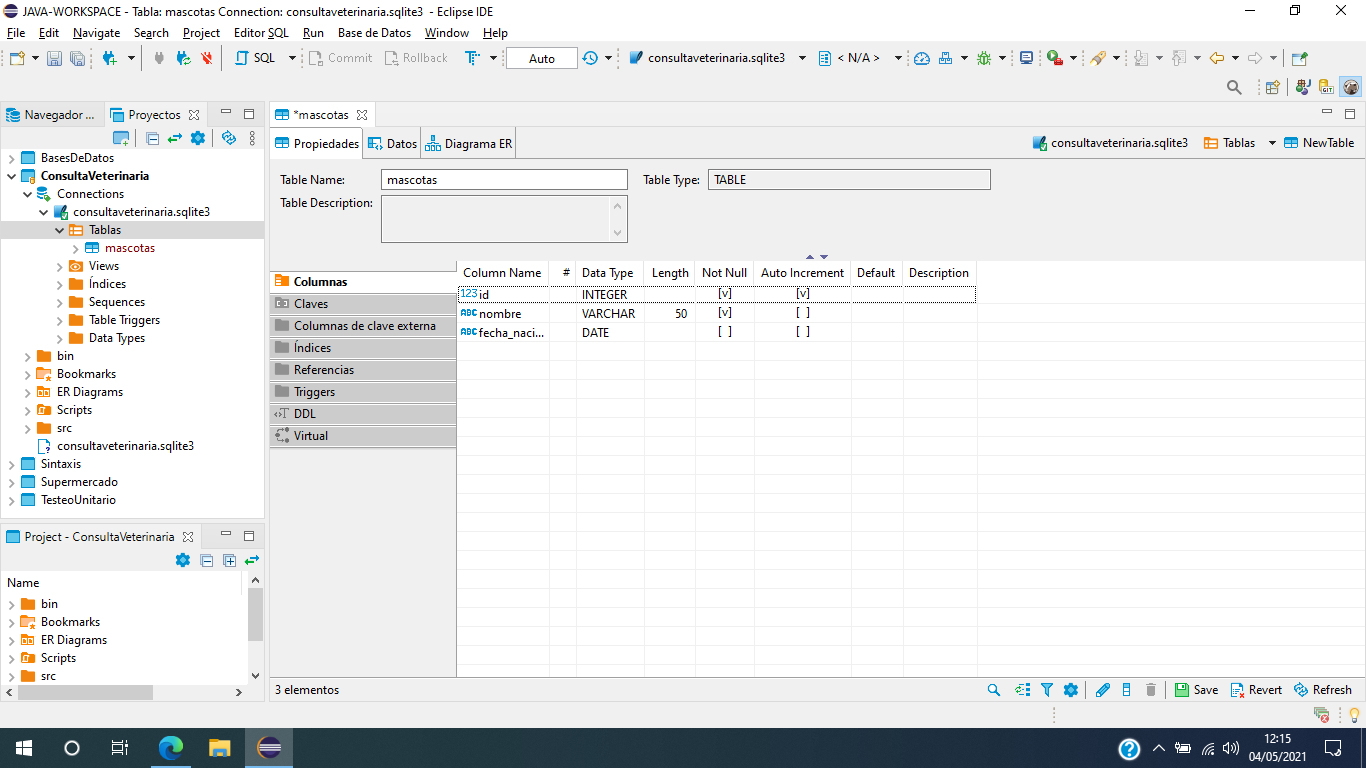 JAVA-WORKSPACE - Tabla: mascotas Connection: consultaveterinaria.sqlite3 - Eclipse IDE
File Edit Navigate Search Project Editor SQL Run Base de Datos Window Help
SQL Commit Rollback Auto consultaveterinaria.sqlite3 < N/A >
Navegador ... Proyectos
*mascotas
Propiedades Datos Diagrama ER
consultaveterinaria.sqlite3 Tablas NewTable
BasesDeDatos
ConsultaVeterinaria
Connections
consultaveterinaria.sqlite3
Tablas
mascotas
Views
Índices
Sequences
Table Triggers
Data Types
bin
Bookmarks
ER Diagrams
Scripts
src
consultaveterinaria.sqlite3
Sintaxis
Supermercado
TesteoUnitario
Project - ConsultaVeterinaria
Name
bin
Bookmarks
ER Diagrams
Scripts
src
Table Name: mascotas Table Type: TABLE
Table Description:
Columnas
Claves
Columnas de clave externa
Índices
Referencias
Triggers
DDL
Virtual
Column Name # Data Type Length Not Null Auto Increment Default Description
123 id INTEGER [v] [v]
ABC nombre VARCHAR 50 [v] [ ]
ABC fecha_naci... DATE [ ] [ ]
3 elementos
Save Revert Refresh
12:15
04/05/2021